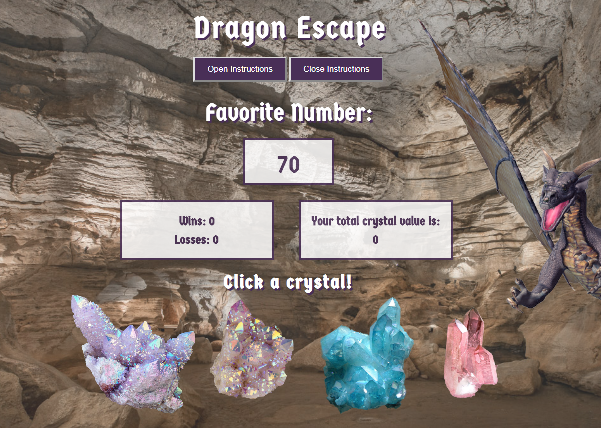 Dragon Escape
Open Instructions Close Instructions
Favorite Number:
70
Wins: 0
Losses: 0
Your total crystal value is:
0
Click a crystal!